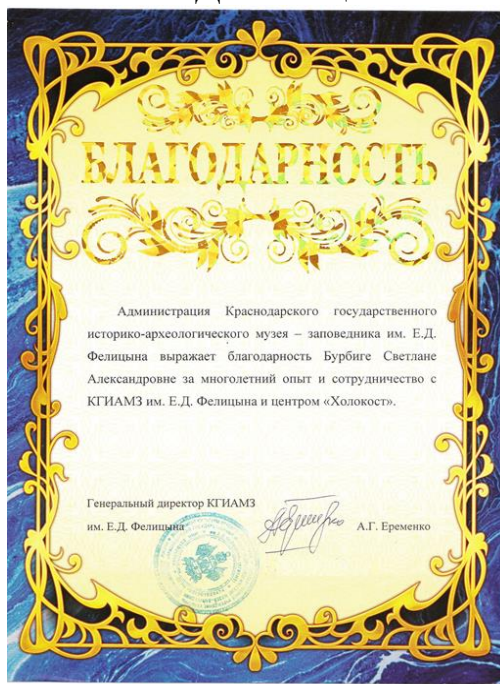 БЛАГОДАРНОСТЬ
Администрация Краснодарского государственного
историко-археологического музея – заповедника им. Е.Д.
Фелицына выражает благодарность Бурбиге Светлане
Александровне за многолетний опыт и сотрудничество с
КГИАМЗ им. Е.Д. Фелицына и центром «Холокост».
Генеральный директор КГИАМЗ
им. Е.Д. Фелицына А.Г. Еременко